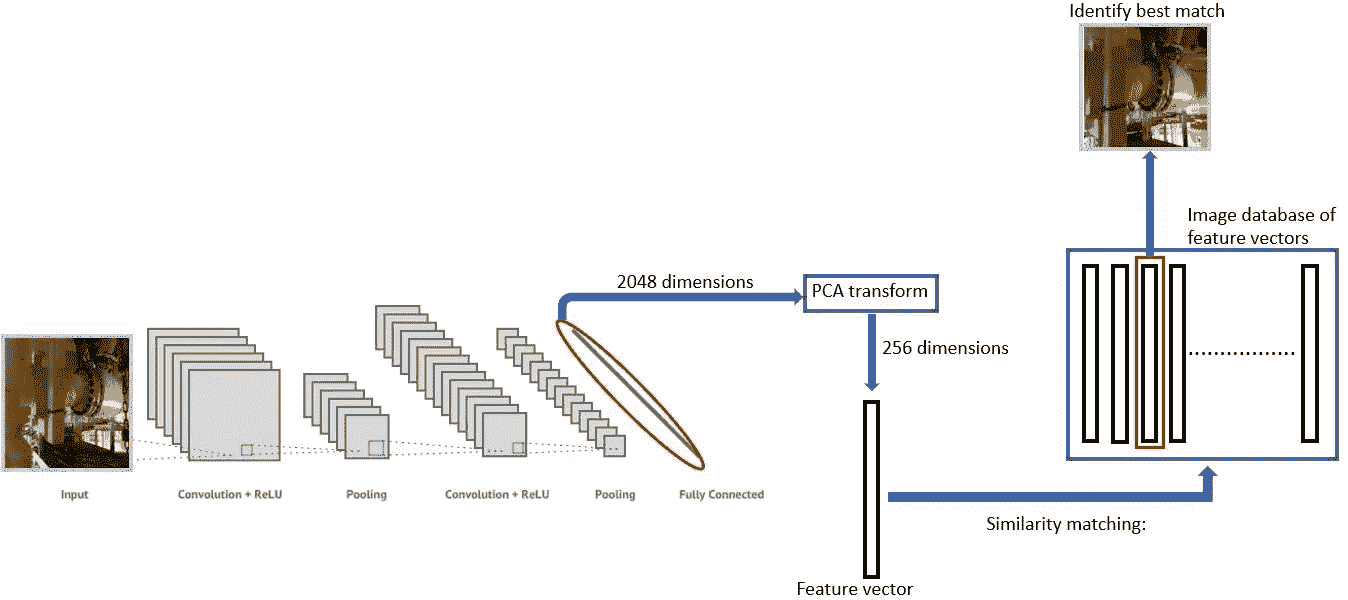 Identify best match
Image database of
feature vectors
2048 dimensions
PCA transform
256 dimensions
Input
Convolution + ReLU
Pooling
Convolution + ReLU
Pooling
Fully Connected
Similarity matching:
Feature vector